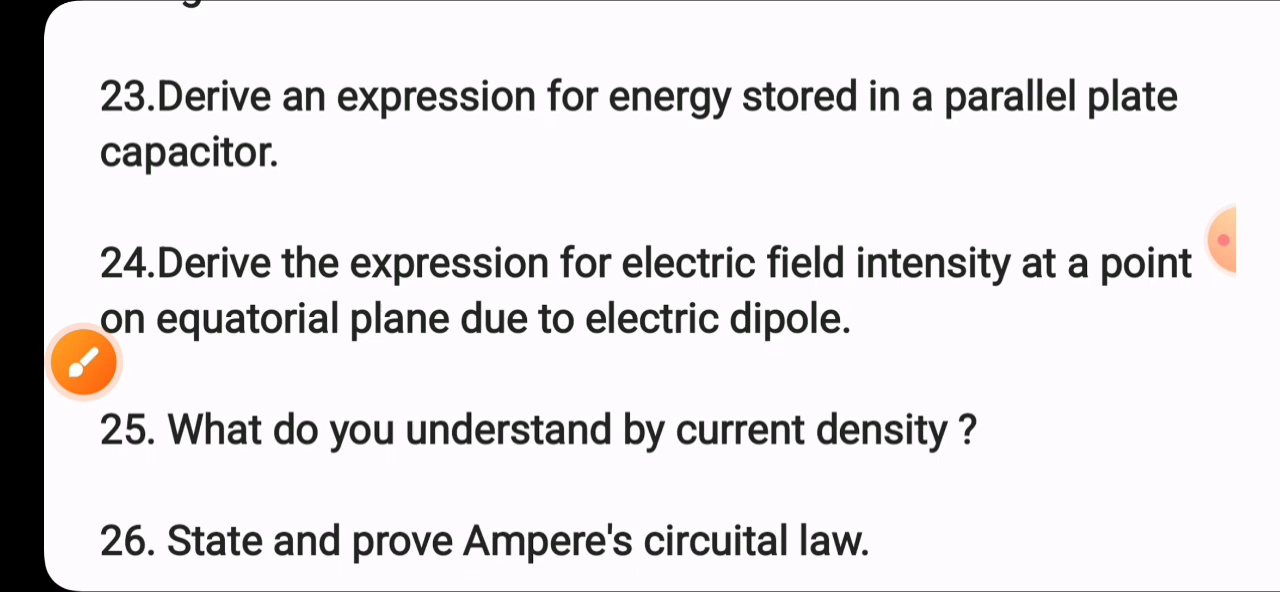 23.Derive an expression for energy stored in a parallel plate
capacitor.
24.Derive the expression for electric field intensity at a point
on equatorial plane due to electric dipole.
25. What do you understand by current density ?
26. State and prove Ampere's circuital law.